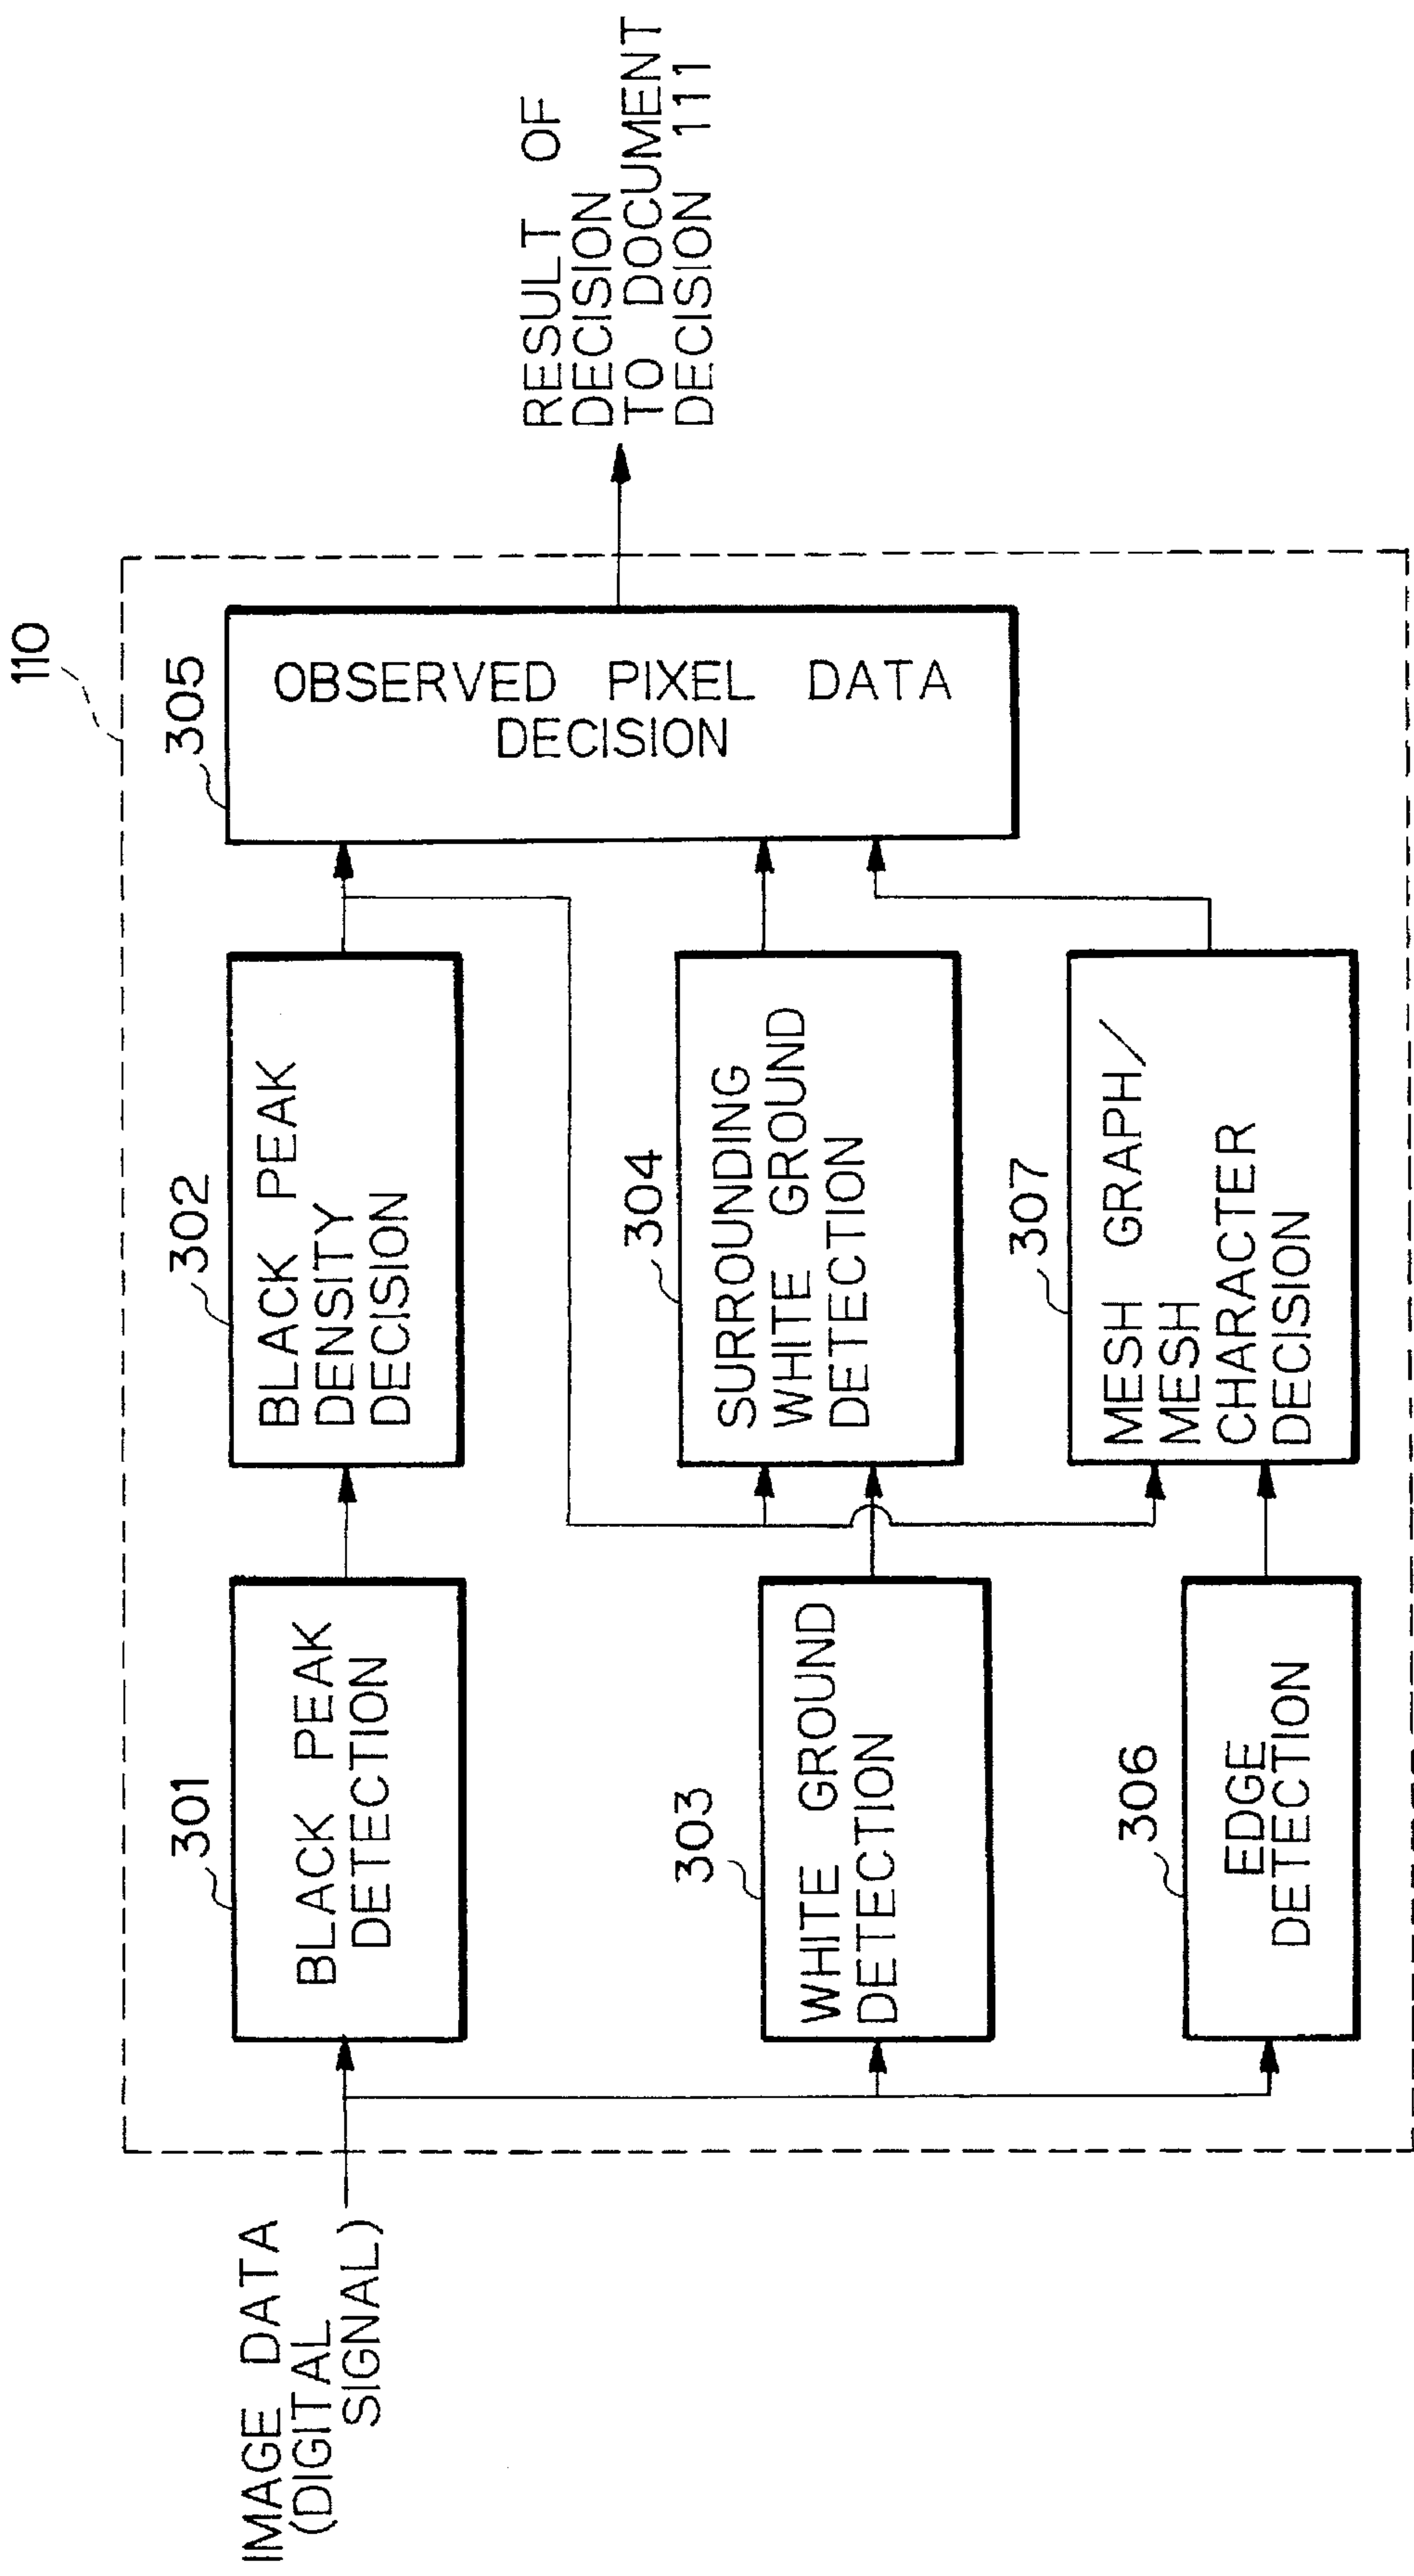 110
IMAGE DATA
(DIGITAL
SIGNAL)
301
BLACK PEAK
DETECTION
302
BLACK PEAK
DENSITY
DECISION
303
WHITE GROUND
DETECTION
304
SURROUNDING
WHITE GROUND
DETECTION
305
OBSERVED PIXEL DATA
DECISION
306
EDGE
DETECTION
307
MESH GRAPH/
MESH
CHARACTER
DECISION
RESULT OF
DECISION
TO DOCUMENT
DECISION 111